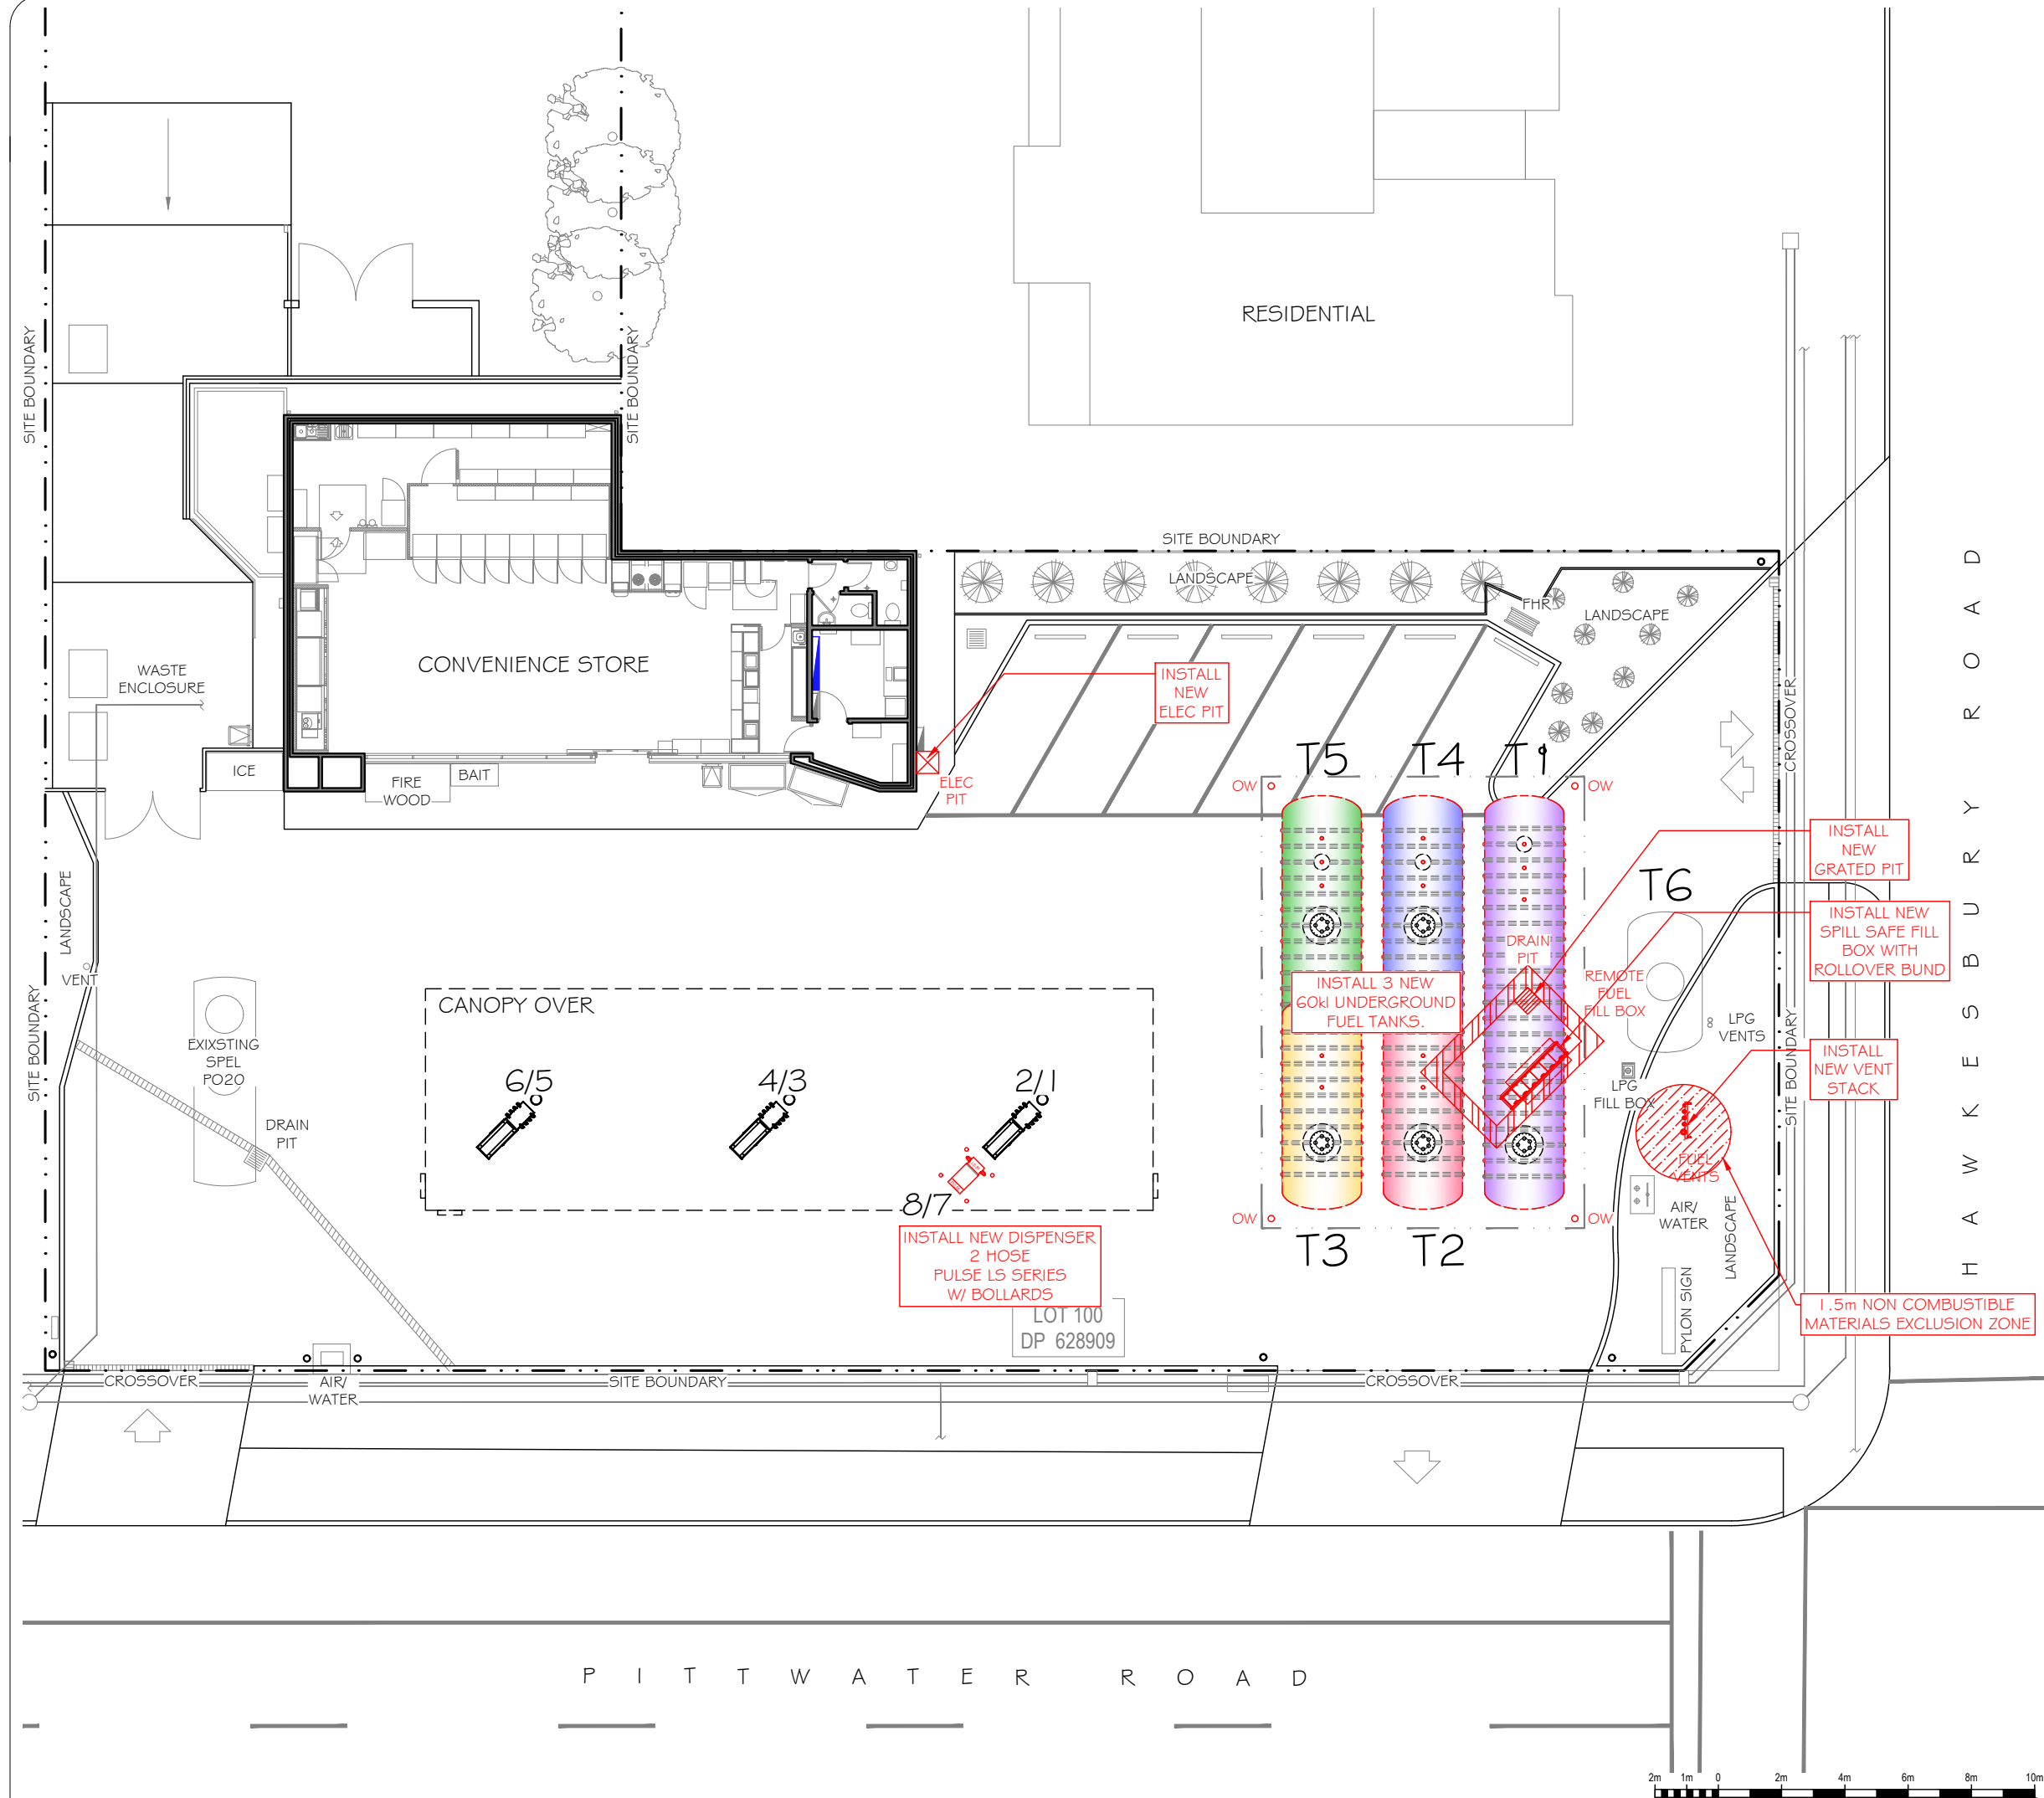 RESIDENTIAL
SITE BOUNDARY
SITE BOUNDARY
SITE BOUNDARY
LANDSCAPE
FHR
LANDSCAPE
CONVENIENCE STORE
WASTE
ENCLOSURE
INSTALL
NEW
ELEC PIT
ICE
FIRE
WOOD
BAIT
ELEC
PIT
CROSSOVER
HAWKESBURY ROAD
T5
T4
T1
OW
OW
INSTALL
NEW
GRATED PIT
T6
INSTALL NEW
SPILL SAFE FILL
BOX WITH
ROLLOVER BUND
LANDSCAPE
VENT
SITE BOUNDARY
EXIXSTING
SPEL
PO20
DRAIN
PIT
CANOPY OVER
6/5
4/3
2/1
8/7
INSTALL NEW DISPENSER
2 HOSE
PULSE LS SERIES
W/ BOLLARDS
LOT 100
DP 628909
DRAIN
PIT
INSTALL 3 NEW
60kl UNDERGROUND
FUEL TANKS.
REMOTE
FUEL
FILL BOX
LPG
VENTS
SITE BOUNDARY
INSTALL
NEW VENT
STACK
LPG
FILL BOX
FUEL
VENTS
AIR/
WATER
LANDSCAPE
OW
OW
T3
T2
PYLON SIGN
1.5m NON COMBUSTIBLE
MATERIALS EXCLUSION ZONE
CROSSOVER
AIR/
WATER
SITE BOUNDARY
CROSSOVER
PITTWATER ROAD
2m 1m 0 2m 4m 6m 8m 10m